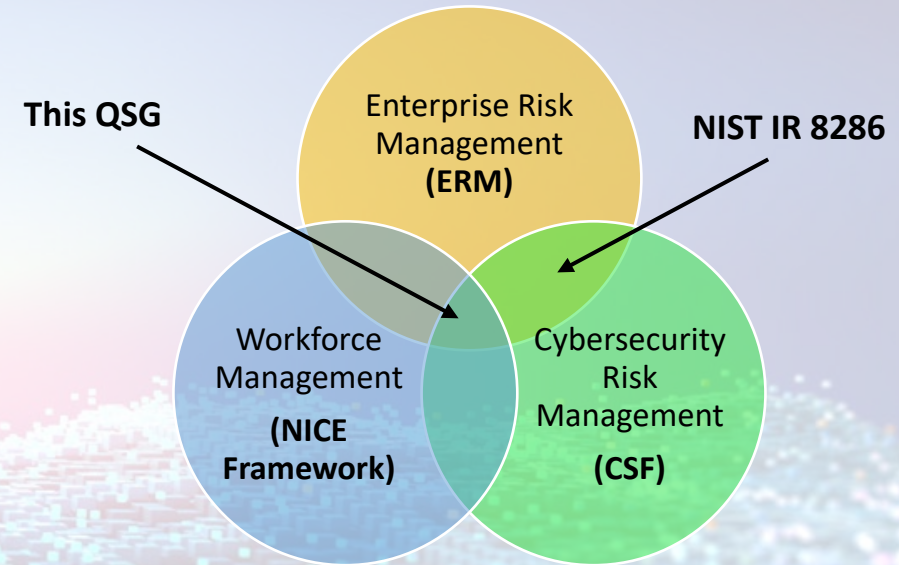 This QSG
NIST IR 8286
Enterprise Risk
Management
(ERM)
Workforce
Management
(NICE
Framework)
Cybersecurity
Risk
Management
(CSF)